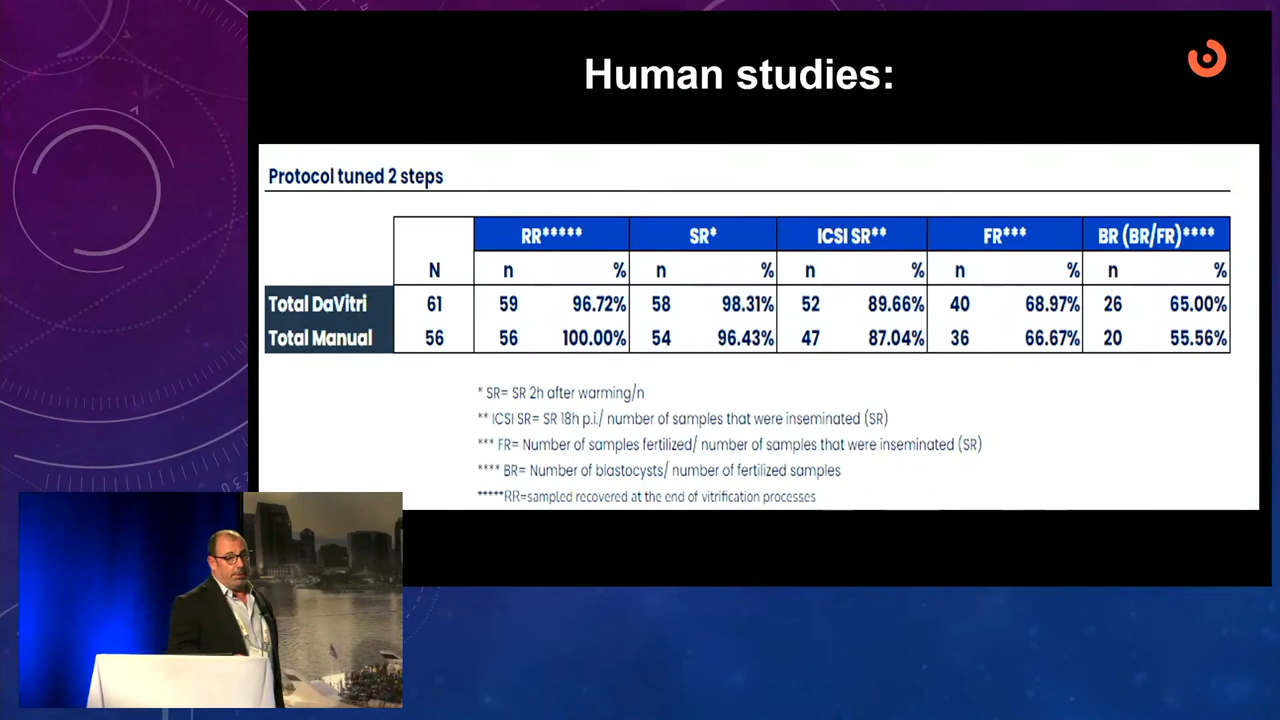 Human studies:
Protocol tuned 2 steps
RR***** SR* ICSI SR** FR*** BR (BR/FR)****
N n % n % n % n % n %
Total DaVitri 61 59 96.72% 58 98.31% 52 89.66% 40 68.97% 26 65.00%
Total Manual 56 56 100.00% 54 96.43% 47 87.04% 36 66.67% 20 55.56%
* SR= SR 2h after warming/n
** ICSI SR= SR 18h p.i./ number of samples that were inseminated (SR)
*** FR= Number of samples fertilized/ number of samples that were inseminated (SR)
**** BR= Number of blastocysts/ number of fertilized samples
*****RR=sampled recovered at the end of vitrification processes